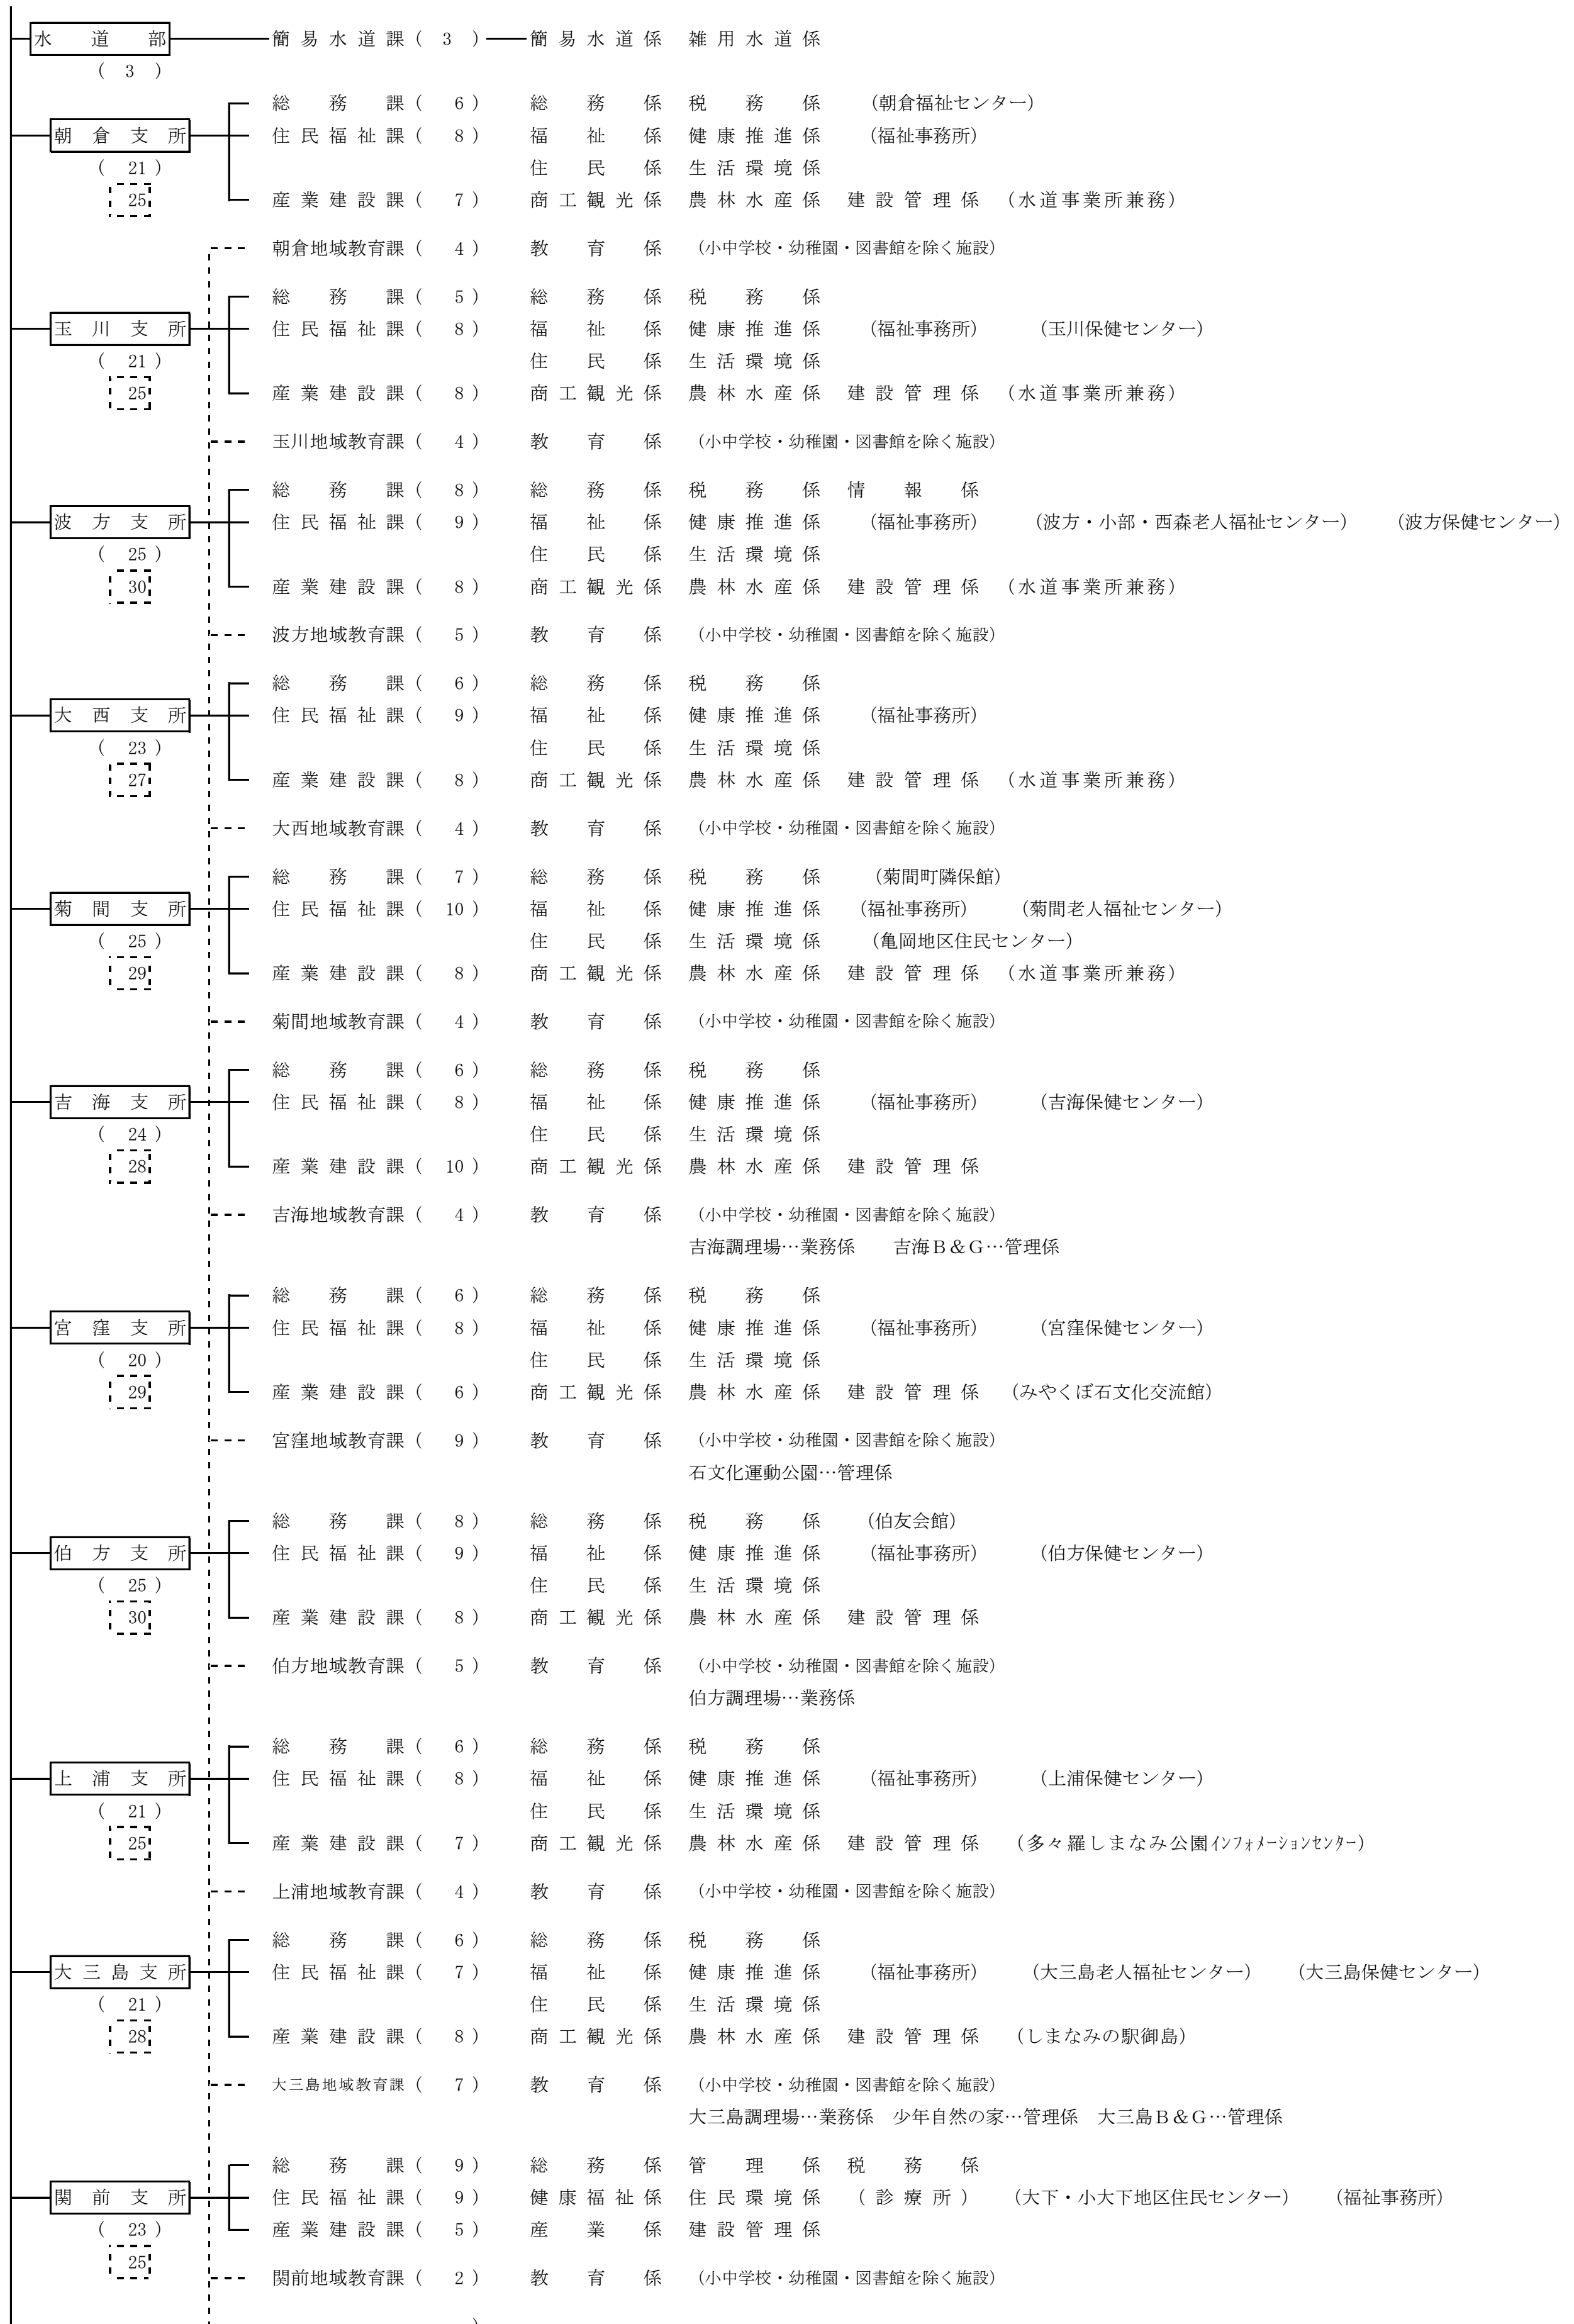 水道部 簡易水道課( 3 ) 簡易水道係 雑用水道係
( 3 )
総務課( 6 ) 総務係 税務係 (朝倉福祉センター)
朝倉支所 住民福祉課( 8 ) 福祉係 健康推進係 (福祉事務所)
( 21 ) 住民係 生活環境係
25 産業建設課( 7 ) 商工観光係 農林水産係 建設管理係 (水道事業所兼務)
朝倉地域教育課( 4 ) 教育係 (小中学校・幼稚園・図書館を除く施設)
総務課( 5 ) 総務係 税務係
玉川支所 住民福祉課( 8 ) 福祉係 健康推進係 (福祉事務所) (玉川保健センター)
( 21 ) 住民係 生活環境係
25 産業建設課( 8 ) 商工観光係 農林水産係 建設管理係 (水道事業所兼務)
玉川地域教育課( 4 ) 教育係 (小中学校・幼稚園・図書館を除く施設)
総務課( 8 ) 総務係 税務係 情報係
波方支所 住民福祉課( 9 ) 福祉係 健康推進係 (福祉事務所) (波方・小部・西森老人福祉センター) (波方保健センター)
( 25 ) 住民係 生活環境係
30 産業建設課( 8 ) 商工観光係 農林水産係 建設管理係 (水道事業所兼務)
波方地域教育課( 5 ) 教育係 (小中学校・幼稚園・図書館を除く施設)
総務課( 6 ) 総務係 税務係
大西支所 住民福祉課( 9 ) 福祉係 健康推進係 (福祉事務所)
( 23 ) 住民係 生活環境係
27 産業建設課( 8 ) 商工観光係 農林水産係 建設管理係 (水道事業所兼務)
大西地域教育課( 4 ) 教育係 (小中学校・幼稚園・図書館を除く施設)
総務課( 7 ) 総務係 税務係 (菊間町隣保館)
菊間支所 住民福祉課( 10 ) 福祉係 健康推進係 (福祉事務所) (菊間老人福祉センター)
( 25 ) 住民係 生活環境係 (亀岡地区住民センター)
29 産業建設課( 8 ) 商工観光係 農林水産係 建設管理係 (水道事業所兼務)
菊間地域教育課( 4 ) 教育係 (小中学校・幼稚園・図書館を除く施設)
総務課( 6 ) 総務係 税務係
吉海支所 住民福祉課( 8 ) 福祉係 健康推進係 (福祉事務所) (吉海保健センター)
( 24 ) 住民係 生活環境係
28 産業建設課( 10 ) 商工観光係 農林水産係 建設管理係
吉海地域教育課( 4 ) 教育係 (小中学校・幼稚園・図書館を除く施設)
吉海調理場…業務係 吉海B＆G…管理係
総務課( 6 ) 総務係 税務係
宮窪支所 住民福祉課( 8 ) 福祉係 健康推進係 (福祉事務所) (宮窪保健センター)
( 20 ) 住民係 生活環境係
29 産業建設課( 6 ) 商工観光係 農林水産係 建設管理係 (みやくぼ石文化交流館)
宮窪地域教育課( 9 ) 教育係 (小中学校・幼稚園・図書館を除く施設)
石文化運動公園…管理係
総務課( 8 ) 総務係 税務係 (伯友会館)
伯方支所 住民福祉課( 9 ) 福祉係 健康推進係 (福祉事務所) (伯方保健センター)
( 25 ) 住民係 生活環境係
30 産業建設課( 8 ) 商工観光係 農林水産係 建設管理係
伯方地域教育課( 5 ) 教育係 (小中学校・幼稚園・図書館を除く施設)
伯方調理場…業務係
総務課( 6 ) 総務係 税務係
上浦支所 住民福祉課( 8 ) 福祉係 健康推進係 (福祉事務所) (上浦保健センター)
( 21 ) 住民係 生活環境係
25 産業建設課( 7 ) 商工観光係 農林水産係 建設管理係 (多々羅しまなみ公園ｲﾝﾌｫﾒｰｼｮﾝｾﾝﾀｰ)
上浦地域教育課( 4 ) 教育係 (小中学校・幼稚園・図書館を除く施設)
総務課( 6 ) 総務係 税務係
大三島支所 住民福祉課( 7 ) 福祉係 健康推進係 (福祉事務所) (大三島老人福祉センター) (大三島保健センター)
( 21 ) 住民係 生活環境係
28 産業建設課( 8 ) 商工観光係 農林水産係 建設管理係 (しまなみの駅御島)
大三島地域教育課( 7 ) 教育係 (小中学校・幼稚園・図書館を除く施設)
大三島調理場…業務係 少年自然の家…管理係 大三島B＆G…管理係
総務課( 9 ) 総務係 管理係 税務係
関前支所 住民福祉課( 9 ) 健康福祉係 住民環境係 (診療所) (大下・小大下地区住民センター) (福祉事務所)
( 23 ) 産業建設課( 5 ) 産業係 建設管理係
25
関前地域教育課( 2 ) 教育係 (小中学校・幼稚園・図書館を除く施設)